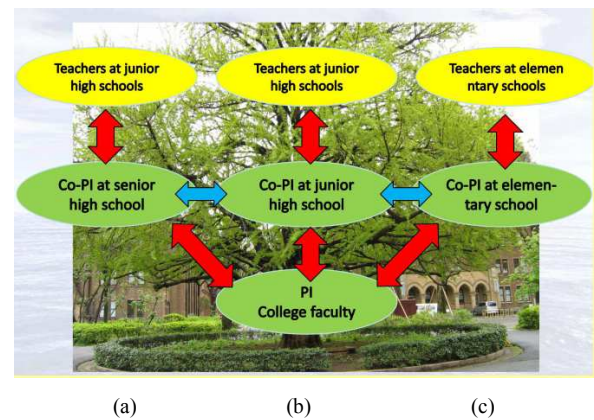 Teachers at junior
high schools
Teachers at junior
high schools
Teachers at elemen
ntary schools
Co-PI at senior
high school
Co-PI at junior
high school
Co-PI at elemen-
tary school
PI
College faculty
(a)
(b)
(c)